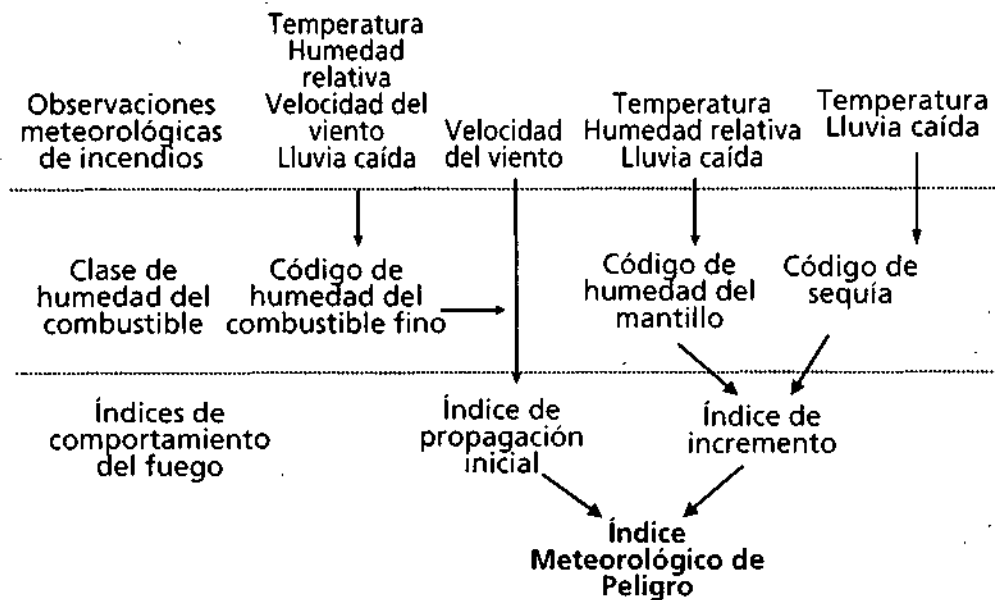 Observaciones
meteorológicas
de incendios
Temperatura
Humedad
relativa
Velocidad del
viento
Lluvia caída
Velocidad
del viento
Temperatura
Humedad relativa
Lluvia caída
Temperatura
Lluvia caída
Clase de
humedad del
combustible
Código de
humedad del
combustible fino
Código de
humedad del
mantillo
Código de
sequía
Índices de
comportamiento
del fuego
Índice de
propagación
inicial
Índice de
incremento
Índice
Meteorológico de
Peligro